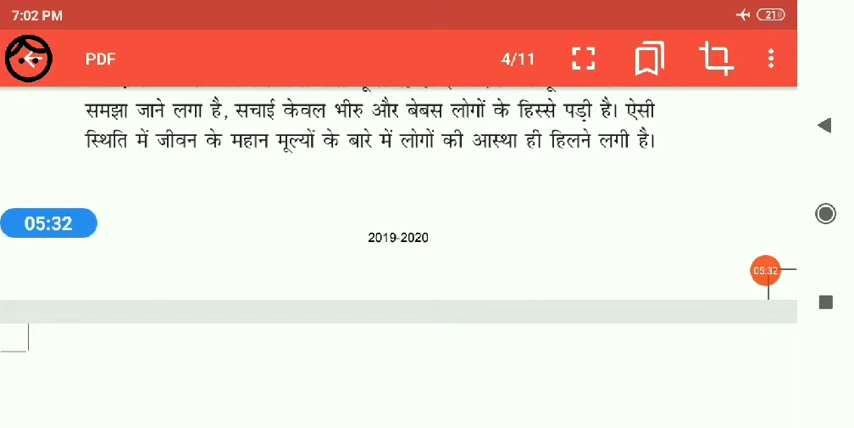 7:02 PM
21
PDF
4/11
समझा जाने लगा है, सचाई केवल भीरु और बेबस लोगों के हिस्से पड़ी है। ऐसी
स्थिति में जीवन के महान मूल्यों के बारे में लोगों की आस्था ही हिलने लगी है।
05:32
2019-2020
05:32